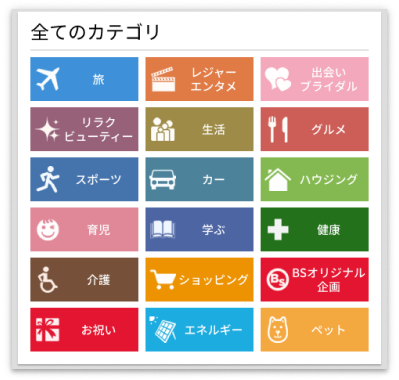 全てのカテゴリ
旅
レジャー
エンタメ
出会い
ブライダル
リラク
ビューティー
生活
グルメ
スポーツ
カー
ハウジング
育児
学ぶ
健康
介護
ショッピング
BS
BSオリジナル
企画
お祝い
エネルギー
ペット